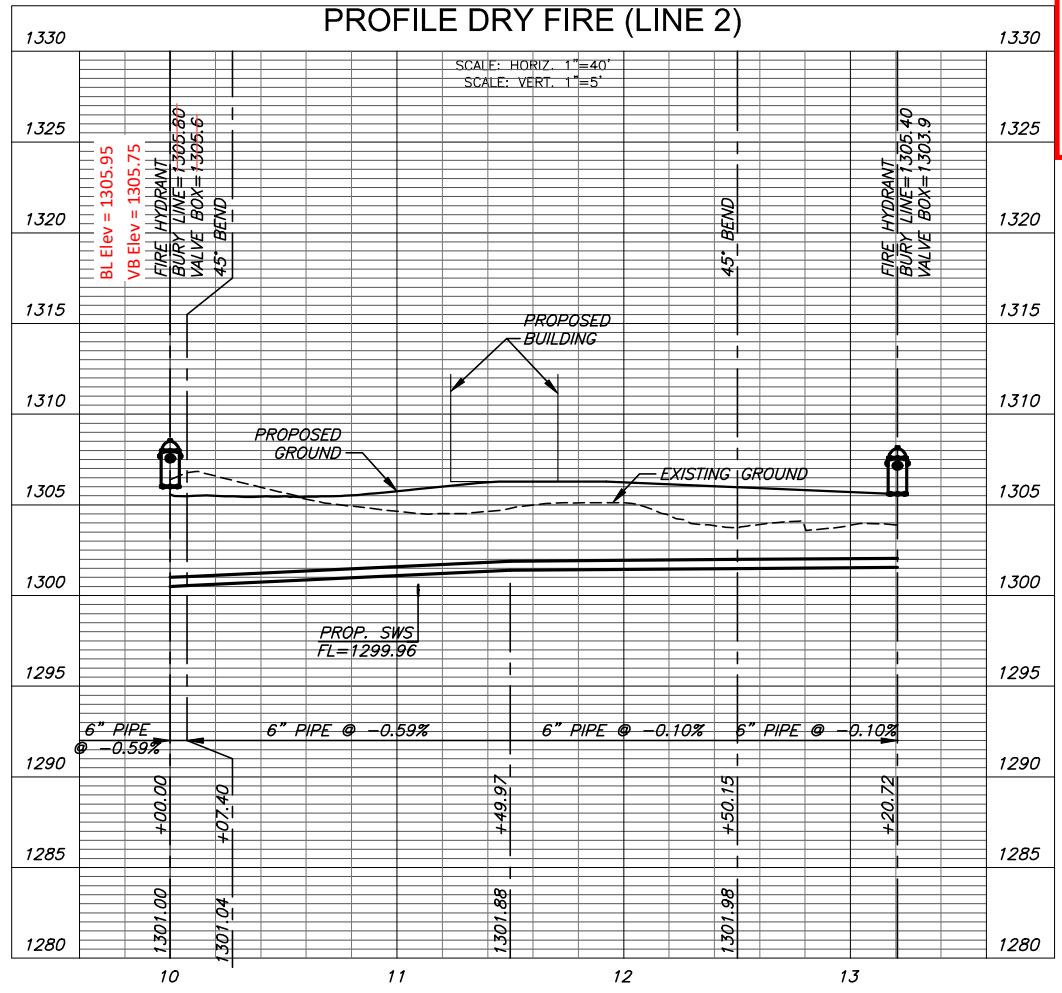 PROFILE DRY FIRE (LINE 2)
SCALE: HORIZ. 1"=40'
SCALE: VERT. 1"=5'
1330
1330
1325
1325
1320
1320
1315
1315
1310
1310
1305
1305
1300
1300
1295
1295
1290
1290
1285
1285
1280
1280
BL Elev = 1305.95
VB Elev = 1305.75
FIRE HYDRANT
BURY LINE=1305.80
VALVE BOX=1305.6
45° BEND
45° BEND
FIRE HYDRANT
BURY LINE=1305.40
VALVE BOX=1303.9
PROPOSED
BUILDING
PROPOSED
GROUND
EXISTING GROUND
PROP. SWS
FL=1299.96
6" PIPE
@ -0.59%
6" PIPE @ -0.59%
6" PIPE @ -0.10%
6" PIPE @ -0.10%
+00.00
+07.40
+49.97
+50.15
+20.72
1301.00
1301.04
1301.88
1301.98
10
11
12
13